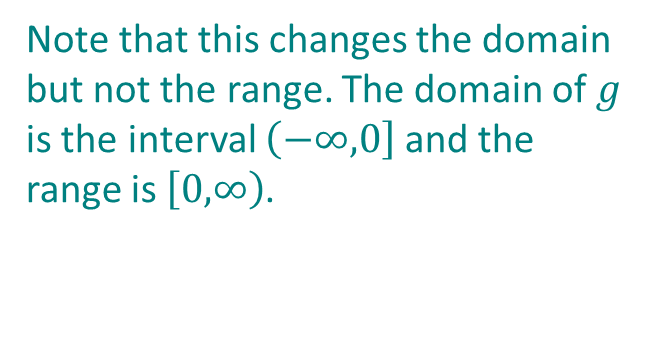 Note that this changes the domain
but not the range. The domain of g
is the interval (−∞,0] and the
range is [0,∞).